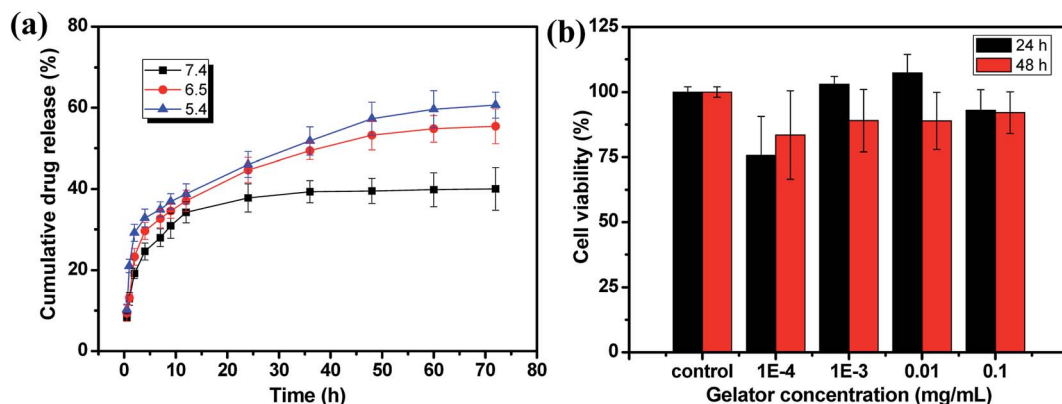 (a)
80
60
40
20
0
Cumulative drug release (%)
7.4
6.5
5.4
0 10 20 30 40 50 60 70 80
Time (h)
(b)
125
100
75
50
25
0
Cell viability (%)
24 h
48 h
control 1E-4 1E-3 0.01 0.1
Gelator concentration (mg/mL)